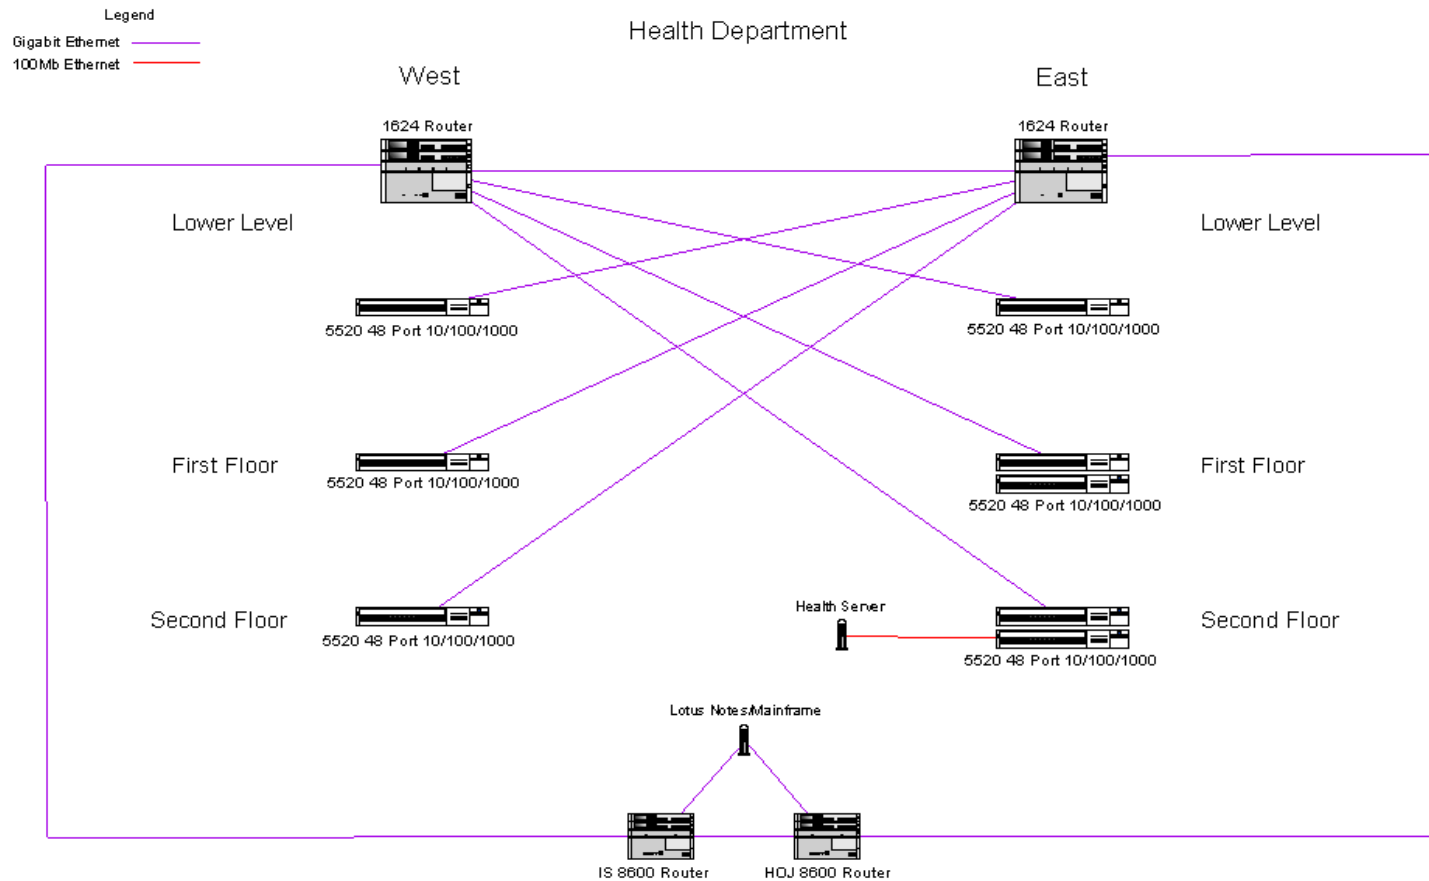 Legend
Health Department
Gigabit Ethernet
100Mb Ethernet
West
East
1624 Router
1624 Router
Lower Level
Lower Level
5520 48 Port 10/100/1000
5520 48 Port 10/100/1000
First Floor
First Floor
5520 48 Port 10/100/1000
5520 48 Port 10/100/1000
Health Server
Second Floor
Second Floor
5520 48 Port 10/100/1000
5520 48 Port 10/100/1000
Lotus Notes/Mainframe
IS 8600 Router
HOJ 8600 Router